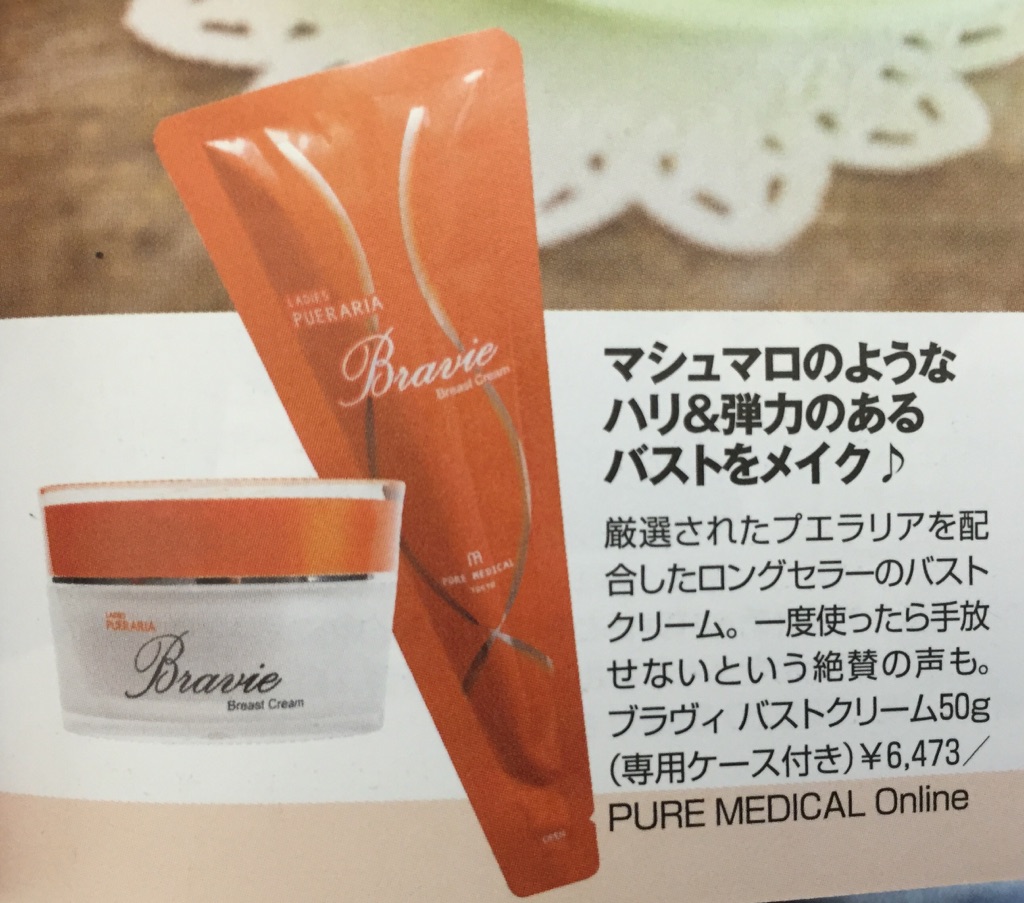 LADIES
PUERARIA
Bravie
Breast Cream
PURE MEDICAL
TOKYO
OPEN
LADIES
PUERARIA
Bravie
Breast Cream
マシュマロのような
ハリ&弾力のある
バストをメイク♪
厳選されたプエラリアを配
合したロングセラーのバスト
クリーム。一度使ったら手放
せないという絶賛の声も。
ブラヴィ バストクリーム50g
(専用ケース付き)¥6,473/
PURE MEDICAL Online